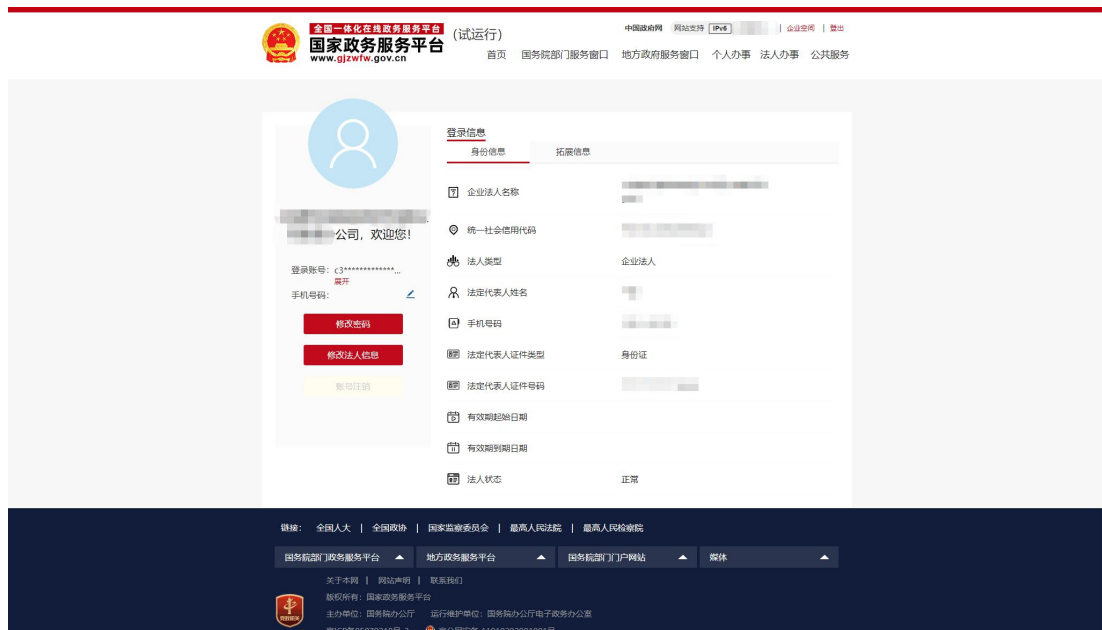 全国一体化在线政务服务平台
国家政务服务平台
www.gjzwfw.gov.cn
(试运行)
中国政府网 网站支持 IPv6 | 企业空间 | 登出
首页 国务院部门服务窗口 地方政府服务窗口 个人办事 法人办事 公共服务
公司，欢迎您!
登录账号: c3*************...
展开
手机号码:
修改密码
修改法人信息
账号注销
登录信息
身份信息 拓展信息
企业法人名称
统一社会信用代码
法人类型 企业法人
法定代表人姓名
手机号码
法定代表人证件类型 身份证
法定代表人证件号码
有效期起始日期
有效期到期日期
法人状态 正常
链接: 全国人大 | 全国政协 | 国家监察委员会 | 最高人民法院 | 最高人民检察院
国务院部门政务服务平台 地方政务服务平台 国务院部门门户网站 媒体
关于本网 | 网站声明 | 联系我们
版权所有: 国家政务服务平台
主办单位: 国务院办公厅 运行维护单位: 国务院办公厅电子政务办公室
党政机关